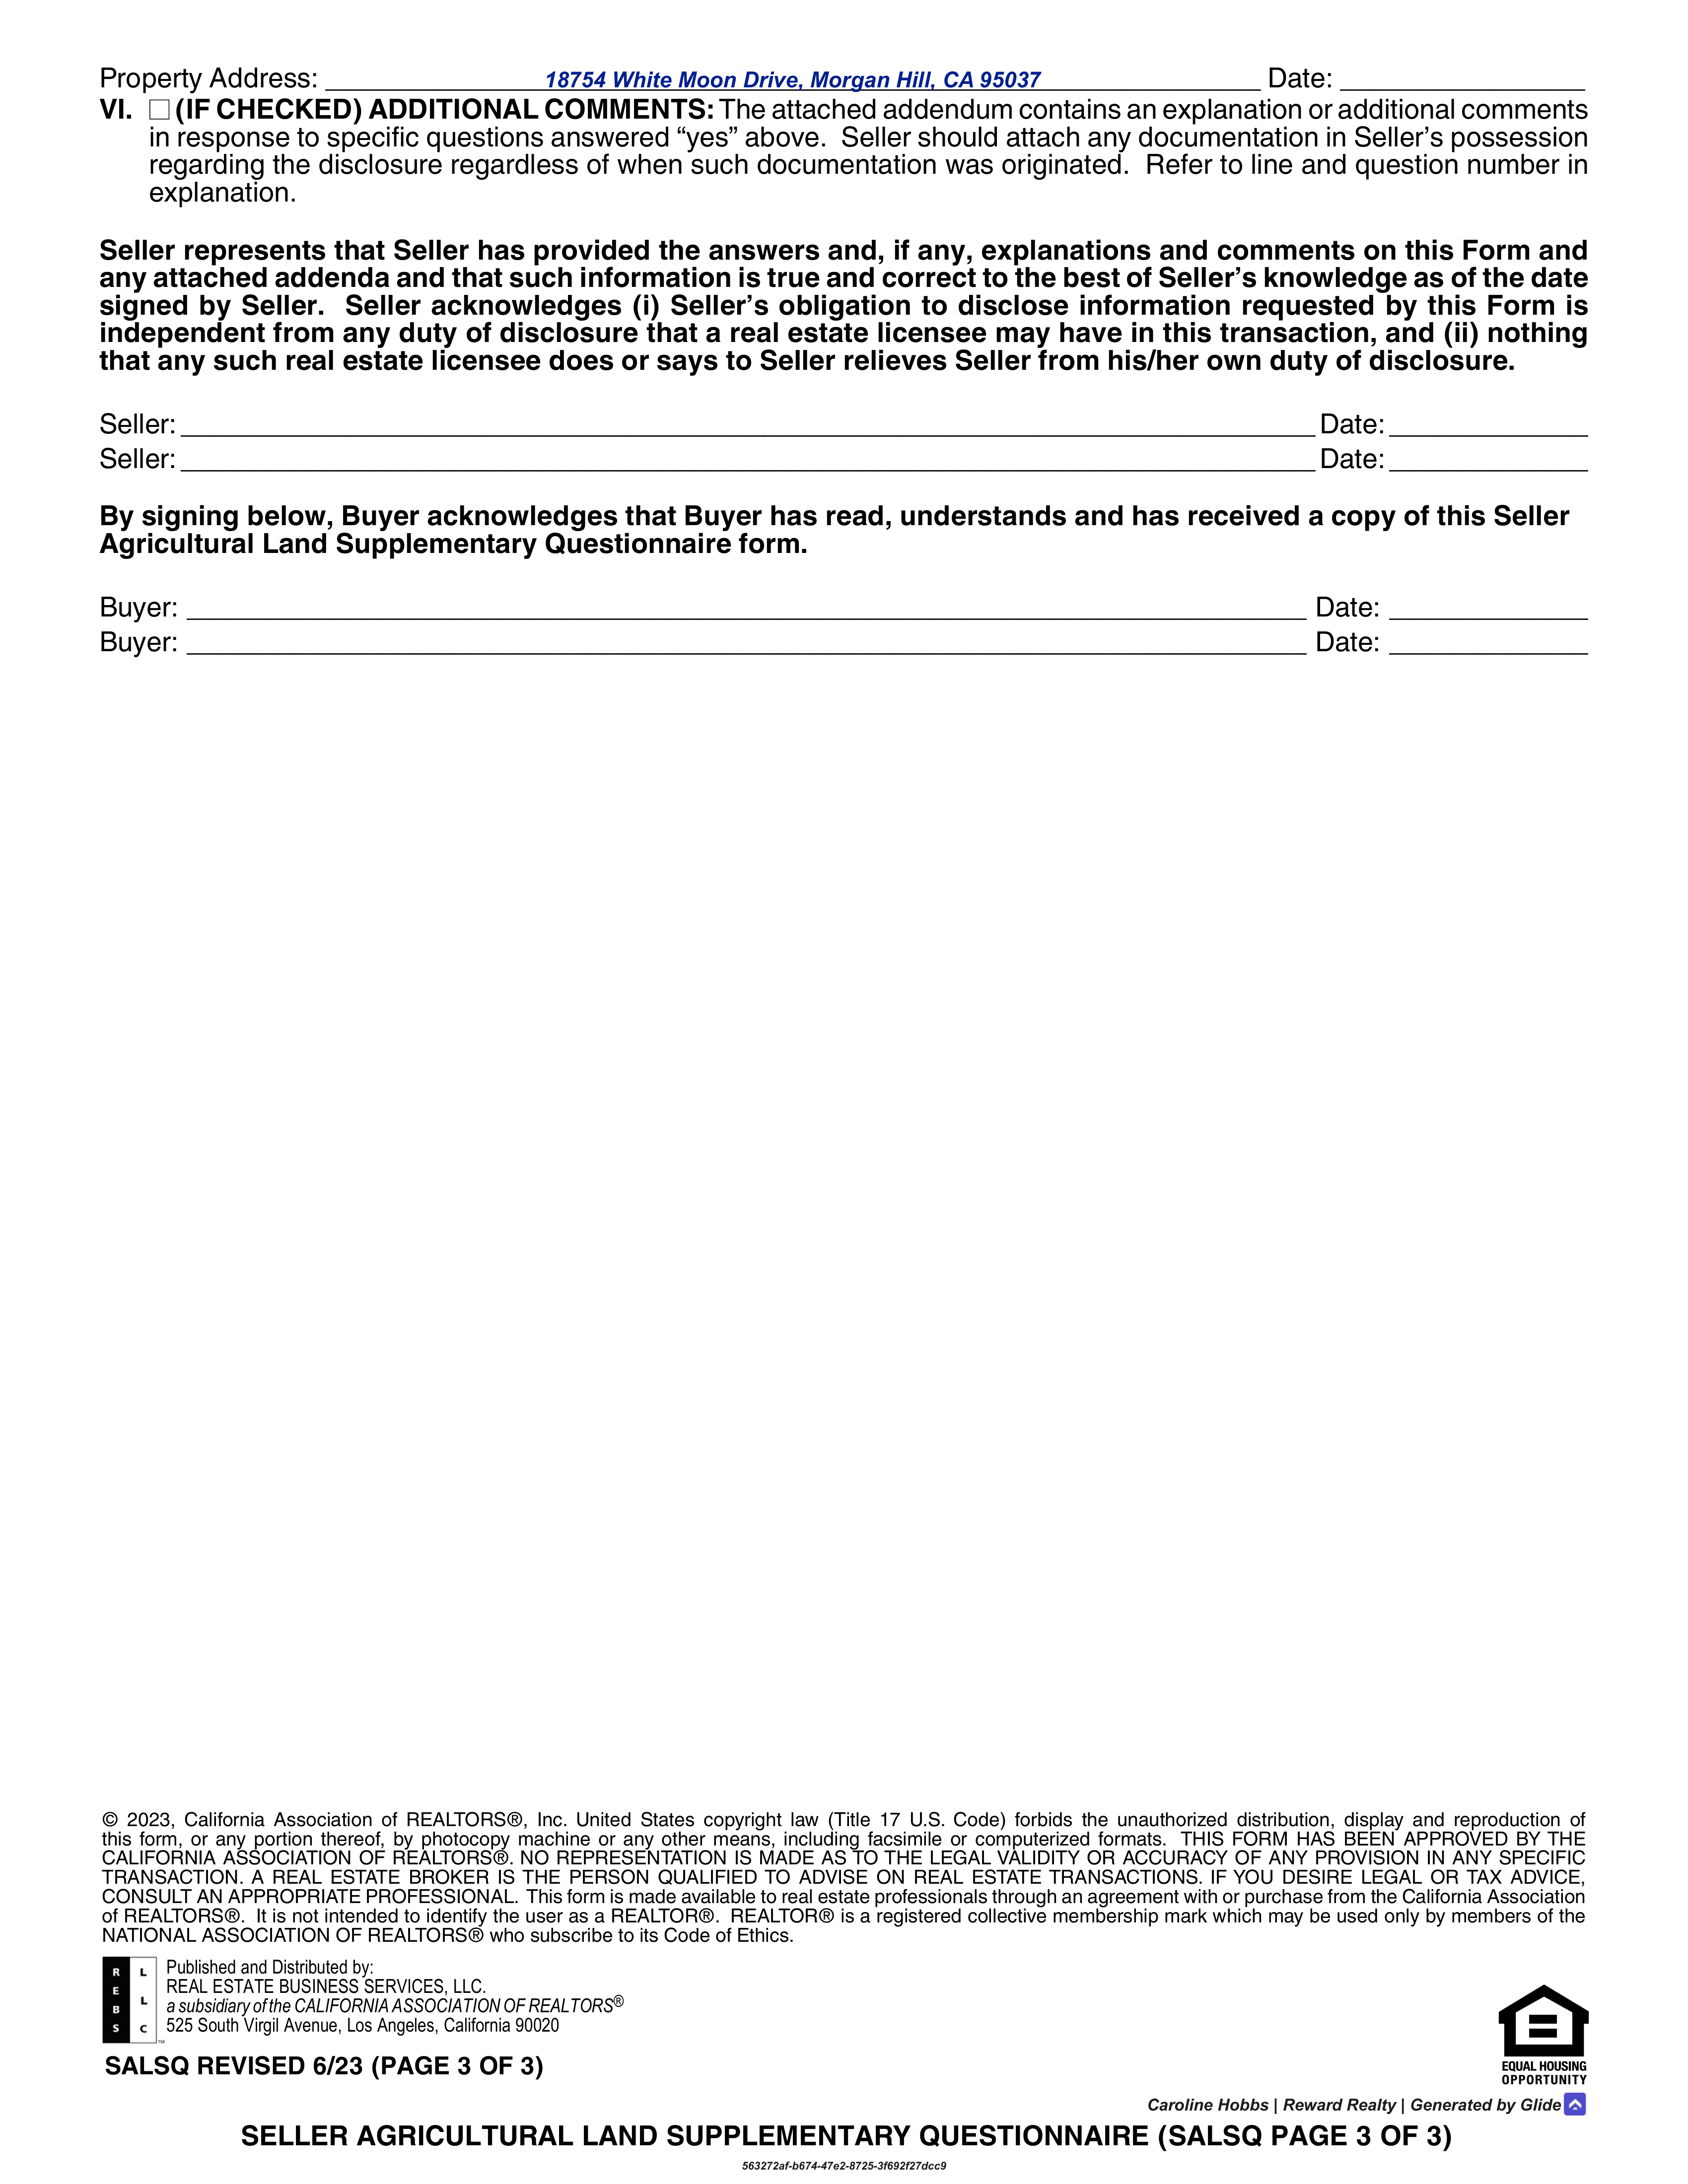 Property Address: 18754 White Moon Drive, Morgan Hill, CA 95037 Date:
VI. ☐ (IF CHECKED) ADDITIONAL COMMENTS: The attached addendum contains an explanation or additional comments
in response to specific questions answered “yes” above. Seller should attach any documentation in Seller’s possession
regarding the disclosure regardless of when such documentation was originated. Refer to line and question number in
explanation.
Seller represents that Seller has provided the answers and, if any, explanations and comments on this Form and
any attached addenda and that such information is true and correct to the best of Seller’s knowledge as of the date
signed by Seller. Seller acknowledges (i) Seller’s obligation to disclose information requested by this Form is
independent from any duty of disclosure that a real estate licensee may have in this transaction, and (ii) nothing
that any such real estate licensee does or says to Seller relieves Seller from his/her own duty of disclosure.
Seller: Date:
Seller: Date:
By signing below, Buyer acknowledges that Buyer has read, understands and has received a copy of this Seller
Agricultural Land Supplementary Questionnaire form.
Buyer: Date:
Buyer: Date:
© 2023, California Association of REALTORS®, Inc. United States copyright law (Title 17 U.S. Code) forbids the unauthorized distribution, display and reproduction of
this form, or any portion thereof, by photocopy machine or any other means, including facsimile or computerized formats. THIS FORM HAS BEEN APPROVED BY THE
CALIFORNIA ASSOCIATION OF REALTORS®. NO REPRESENTATION IS MADE AS TO THE LEGAL VALIDITY OR ACCURACY OF ANY PROVISION IN ANY SPECIFIC
TRANSACTION. A REAL ESTATE BROKER IS THE PERSON QUALIFIED TO ADVISE ON REAL ESTATE TRANSACTIONS. IF YOU DESIRE LEGAL OR TAX ADVICE,
CONSULT AN APPROPRIATE PROFESSIONAL. This form is made available to real estate professionals through an agreement with or purchase from the California Association
of REALTORS®. It is not intended to identify the user as a REALTOR®. REALTOR® is a registered collective membership mark which may be used only by members of the
NATIONAL ASSOCIATION OF REALTORS® who subscribe to its Code of Ethics.
REBS LLC™
Published and Distributed by:
REAL ESTATE BUSINESS SERVICES, LLC.
a subsidiary of the CALIFORNIA ASSOCIATION OF REALTORS®
525 South Virgil Avenue, Los Angeles, California 90020
SALSQ REVISED 6/23 (PAGE 3 OF 3)
EQUAL HOUSING
OPPORTUNITY
Caroline Hobbs | Reward Realty | Generated by Glide
SELLER AGRICULTURAL LAND SUPPLEMENTARY QUESTIONNAIRE (SALSQ PAGE 3 OF 3)
563272af-b674-47e2-8725-3f692f27dcc9